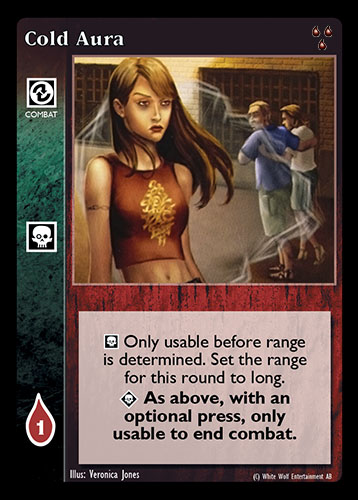 Cold Aura
COMBAT
Only usable before range
is determined. Set the range
for this round to long.
As above, with an
optional press, only
usable to end combat.
1
Illus: Veronica Jones
(C) White Wolf Entertainment AB